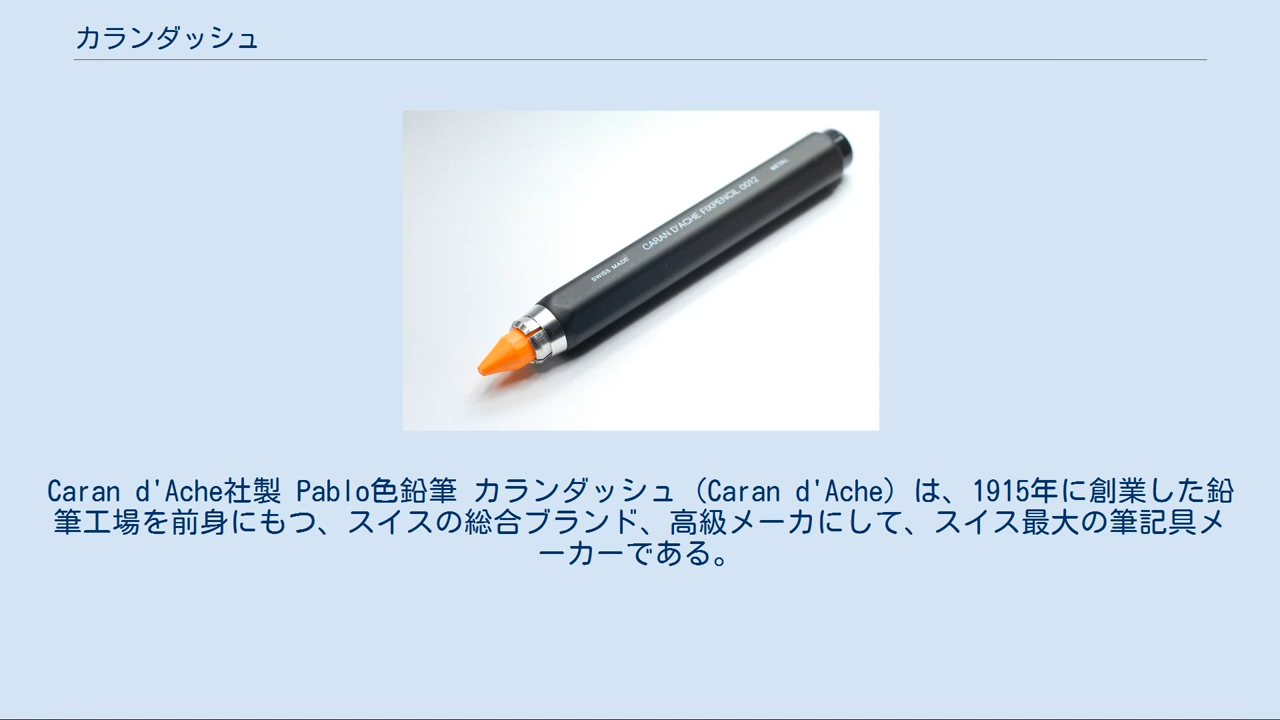 カランダッシュ
SWISS MADE CARAN D'ACHE FIXPENCIL 0012 METAL
Caran d'Ache社製 Pablo色鉛筆 カランダッシュ（Caran d'Ache）は、1915年に創業した鉛
筆工場を前身にもつ、スイスの総合ブランド、高級メーカにして、スイス最大の筆記具メ
ーカーである。